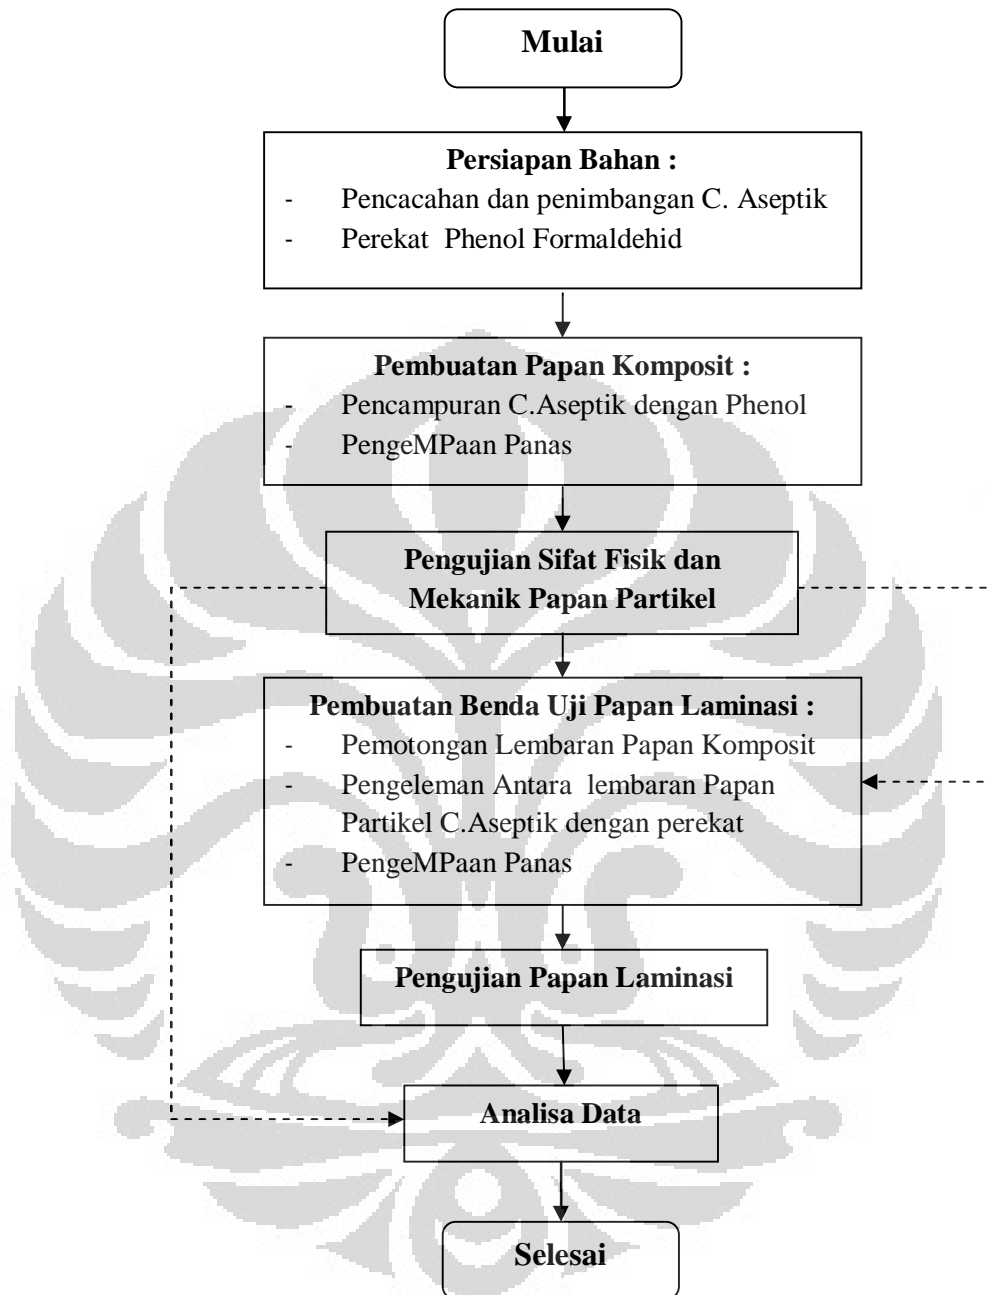 Mulai
Persiapan Bahan :
- Pencacahan dan penimbangan C. Aseptik
- Perekat Phenol Formaldehid
Pembuatan Papan Komposit :
- Pencampuran C.Aseptik dengan Phenol
- PengeMPaan Panas
Pengujian Sifat Fisik dan
Mekanik Papan Partikel
Pembuatan Benda Uji Papan Laminasi :
- Pemotongan Lembaran Papan Komposit
- Pengeleman Antara lembaran Papan
Partikel C.Aseptik dengan perekat
- PengeMPaan Panas
Pengujian Papan Laminasi
Analisa Data
Selesai